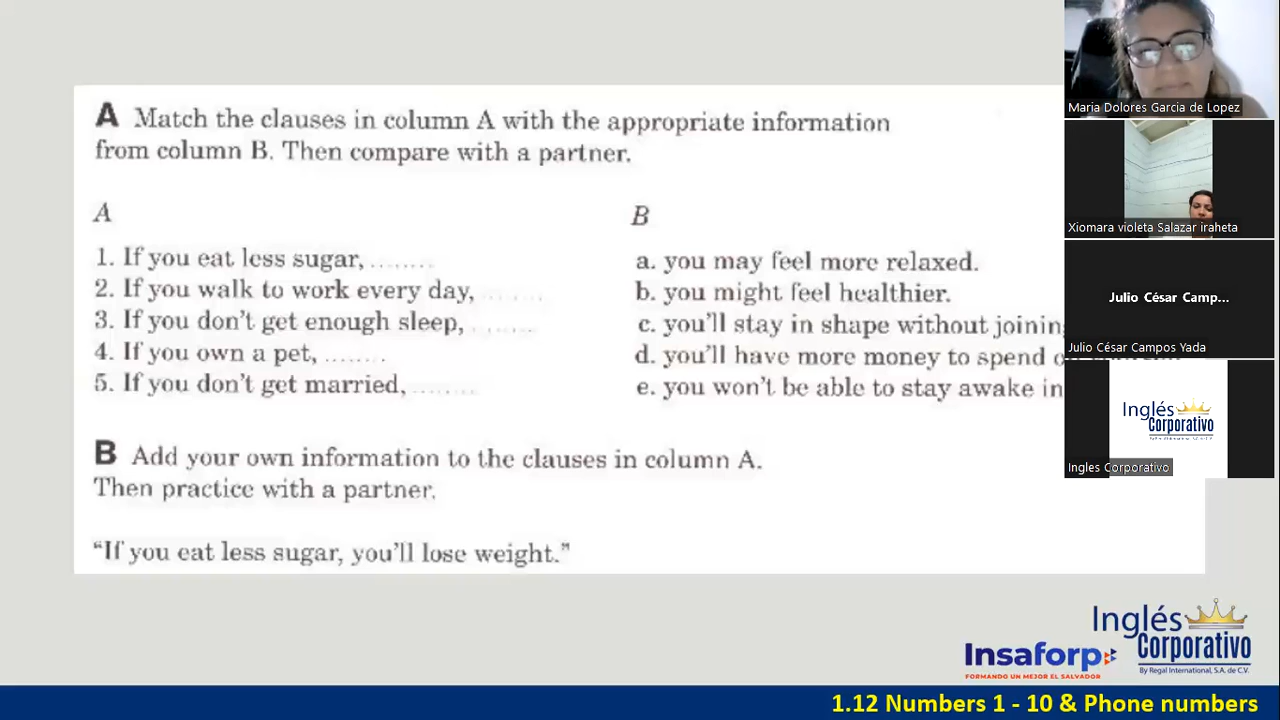 A Match the clauses in column A with the appropriate information
from column B. Then compare with a partner.
A
B
1. If you eat less sugar, ........
2. If you walk to work every day, ........
3. If you don't get enough sleep, ........
4. If you own a pet, ........
5. If you don't get married, ........
a. you may feel more relaxed.
b. you might feel healthier.
c. you'll stay in shape without joining
d. you'll have more money to spend
e. you won't be able to stay awake in
B Add your own information to the clauses in column A.
Then practice with a partner.
"If you eat less sugar, you'll lose weight."
Maria Dolores Garcia de Lopez
Xiomara violeta Salazar iraheta
Julio César Camp...
Julio César Campos Yada
Inglés
Corporativo
Ingles Corporativo
Insaforp
FORMANDO UN MEJOR EL SALVADOR
Inglés
Corporativo
By Regal International, S.A. de C.V.
1.12 Numbers 1 - 10 & Phone numbers